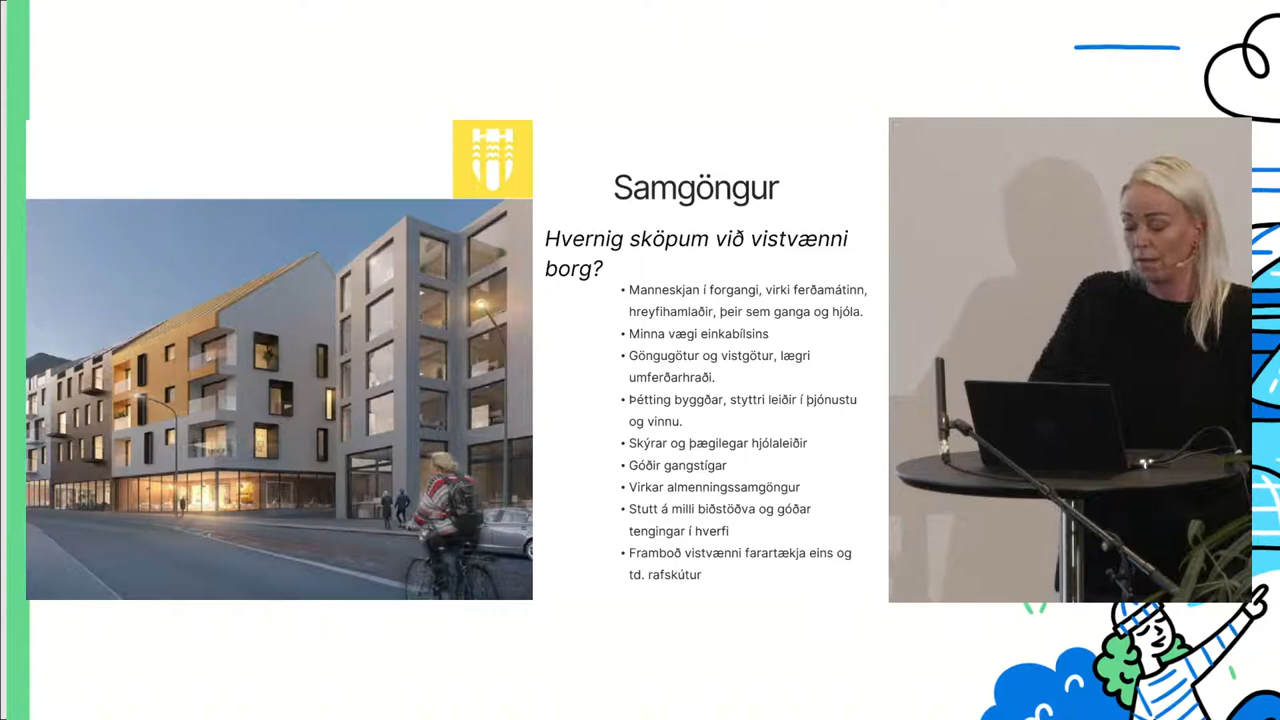 Samgöngur
Hvernig sköpum við vistvænni
borg?
• Manneskjan í forgangi, virki ferðamátinn,
hreyfihamlaðir, þeir sem ganga og hjóla.
• Minna vægi einkabílsins
• Göngugötur og vistgötur, lægri
umferðarhraði.
• Þétting byggðar, styttri leiðir í þjónustu
og vinnu.
• Skýrar og þægilegar hjólaleiðir
• Góðir gangstígar
• Virkar almenningssamgöngur
• Stutt á milli biðstöðva og góðar
tengingar í hverfi
• Framboð vistvænni farartækja eins og
td. rafskútur